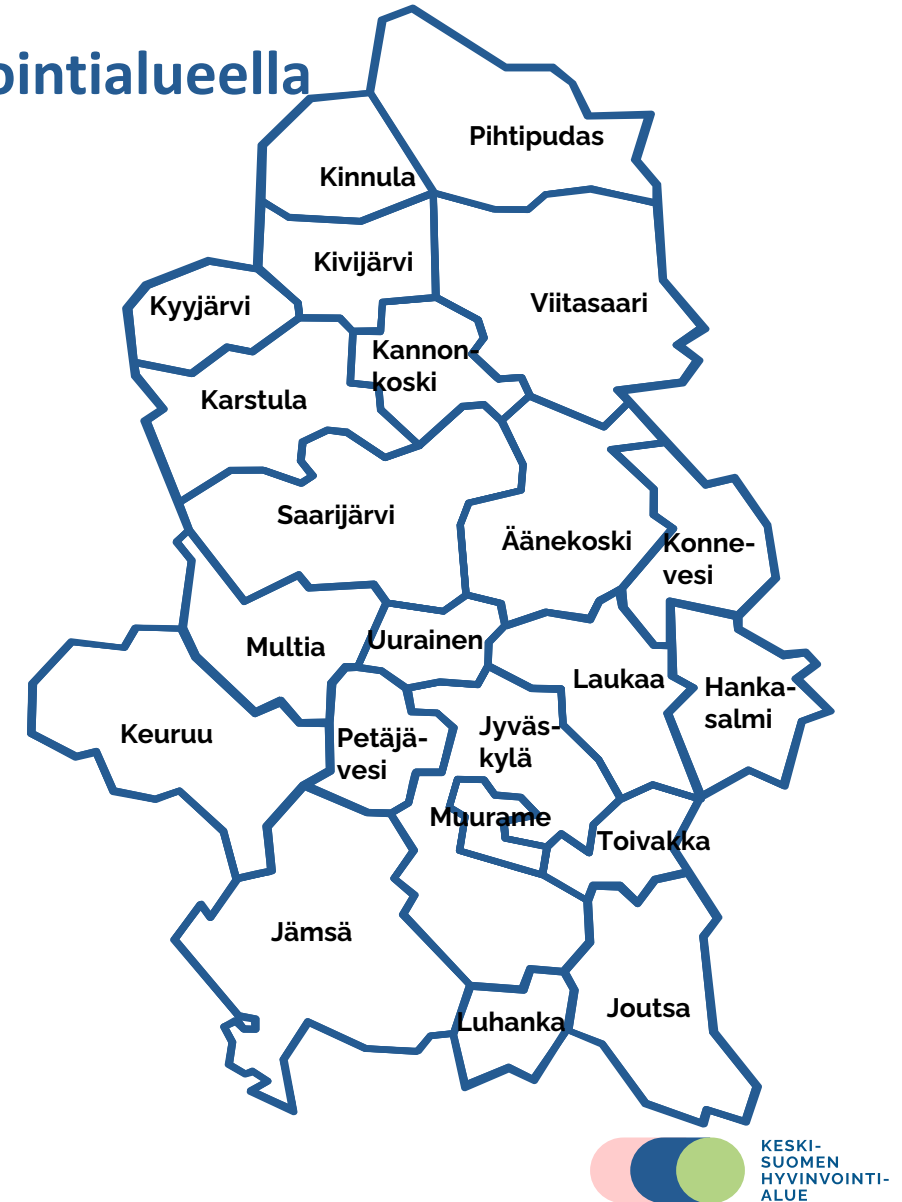 ointialueella
Pihtipudas
Kinnula
Kivijärvi
Viitasaari
Kyyjärvi
Kannon-
koski
Karstula
Saarijärvi
Äänekoski
Konne-
vesi
Multia
Uurainen
Laukaa
Hanka-
salmi
Keuruu
Petäjä-
vesi
Jyväs-
kylä
Muurame
Toivakka
Jämsä
Luhanka
Joutsa
KESKI-
SUOMEN
HYVINVOINTI-
ALUE